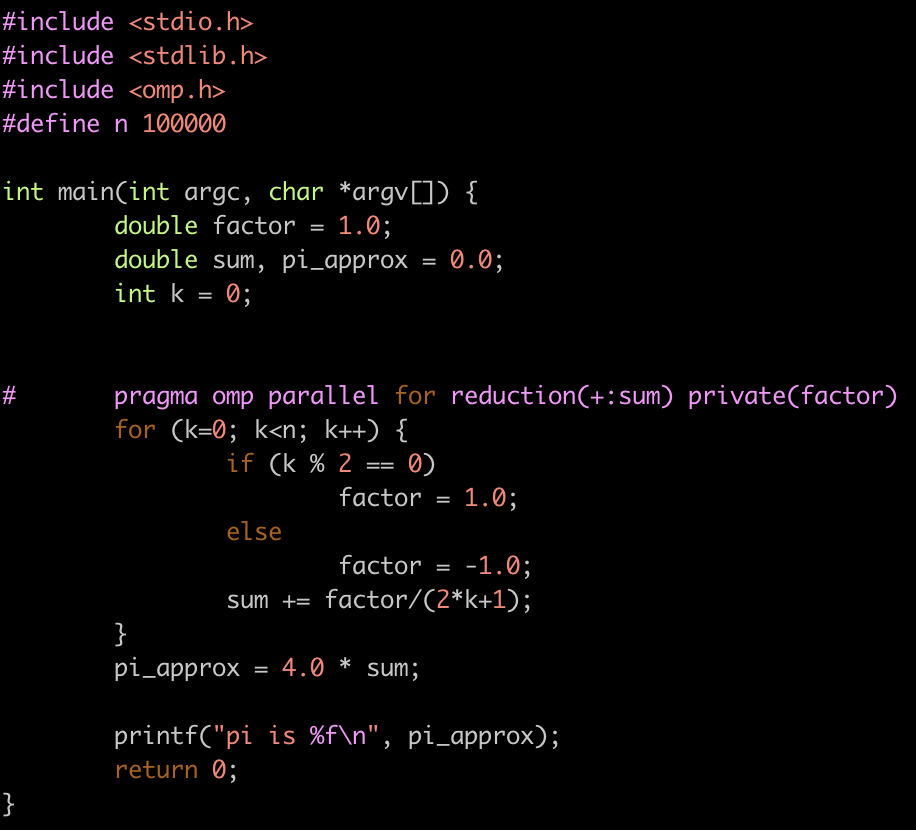 #include <stdio.h>
#include <stdlib.h>
#include <omp.h>
#define n 100000
int main(int argc, char *argv[]) {
        double factor = 1.0;
        double sum, pi_approx = 0.0;
        int k = 0;
#       pragma omp parallel for reduction(+:sum) private(factor)
        for (k=0; k<n; k++) {
                if (k % 2 == 0)
                        factor = 1.0;
                else
                        factor = -1.0;
                sum += factor/(2*k+1);
        }
        pi_approx = 4.0 * sum;
        printf("pi is %f\n", pi_approx);
        return 0;
}